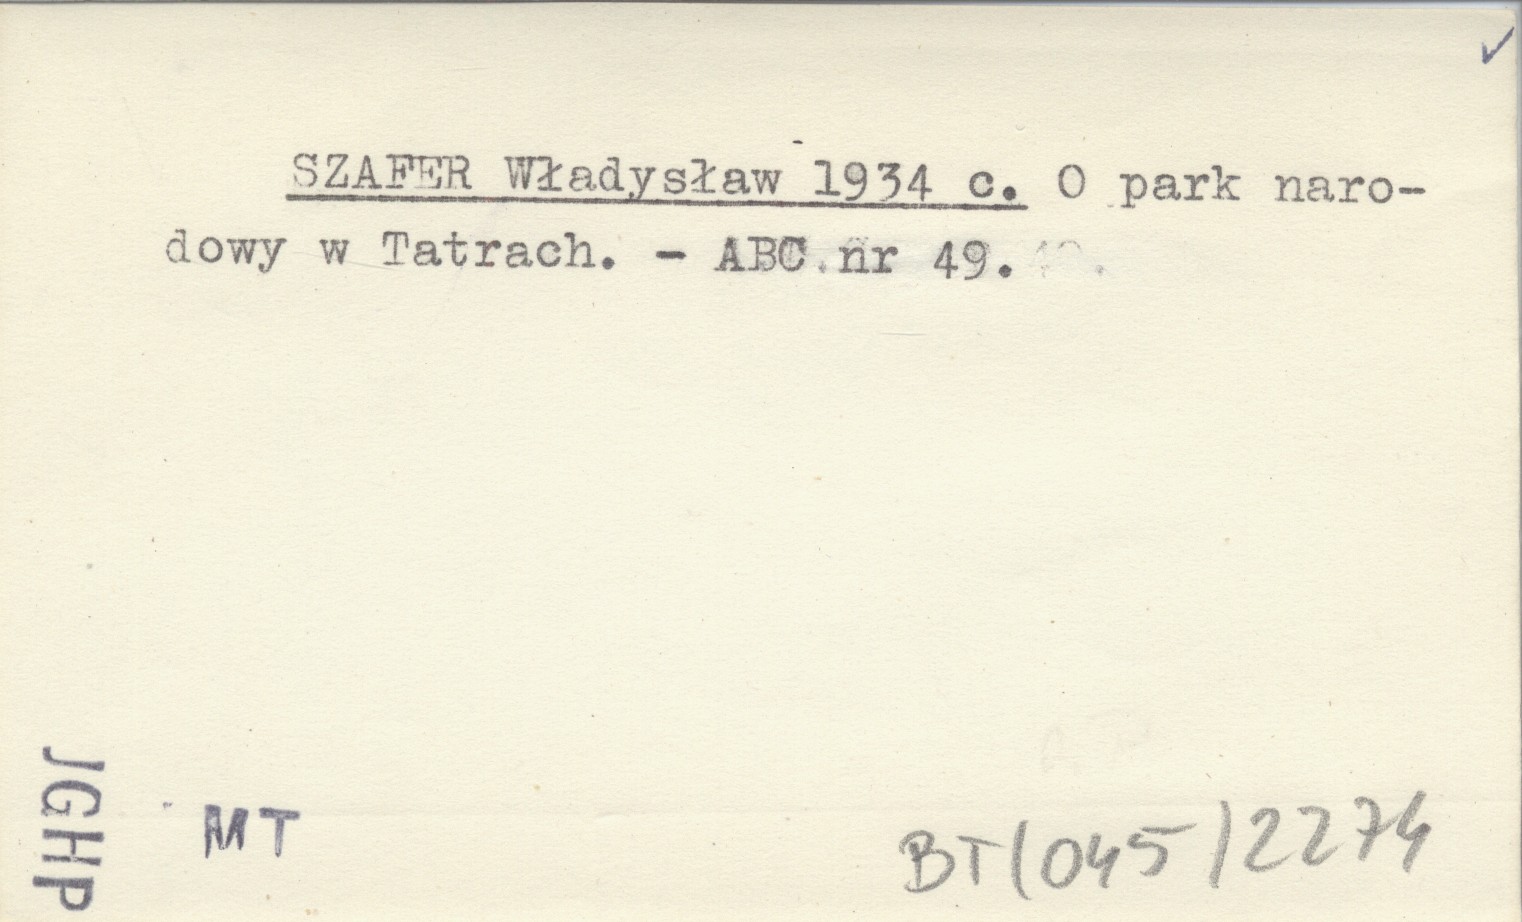 SZAFER Władysław 1934 c. O park naro-
dowy w Tatrach. - ABC nr 49.
JGHP
MT
BT/045/2274